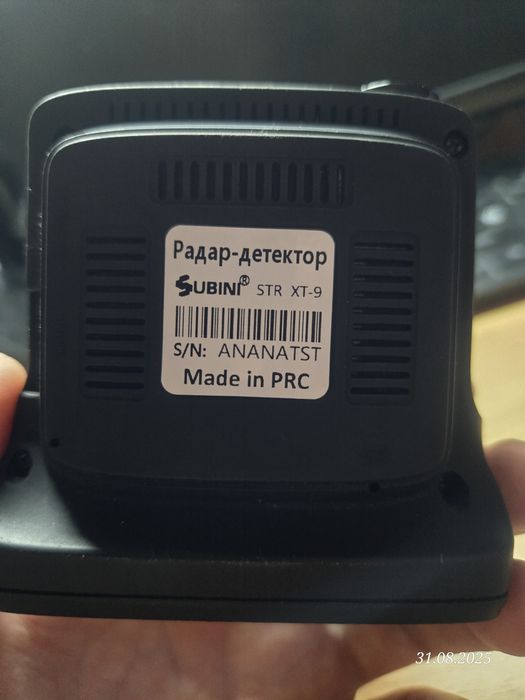 Радар-детектор
SUBINI® STR XT-9
S/N: ANANATST
Made in PRC
31.08.2025